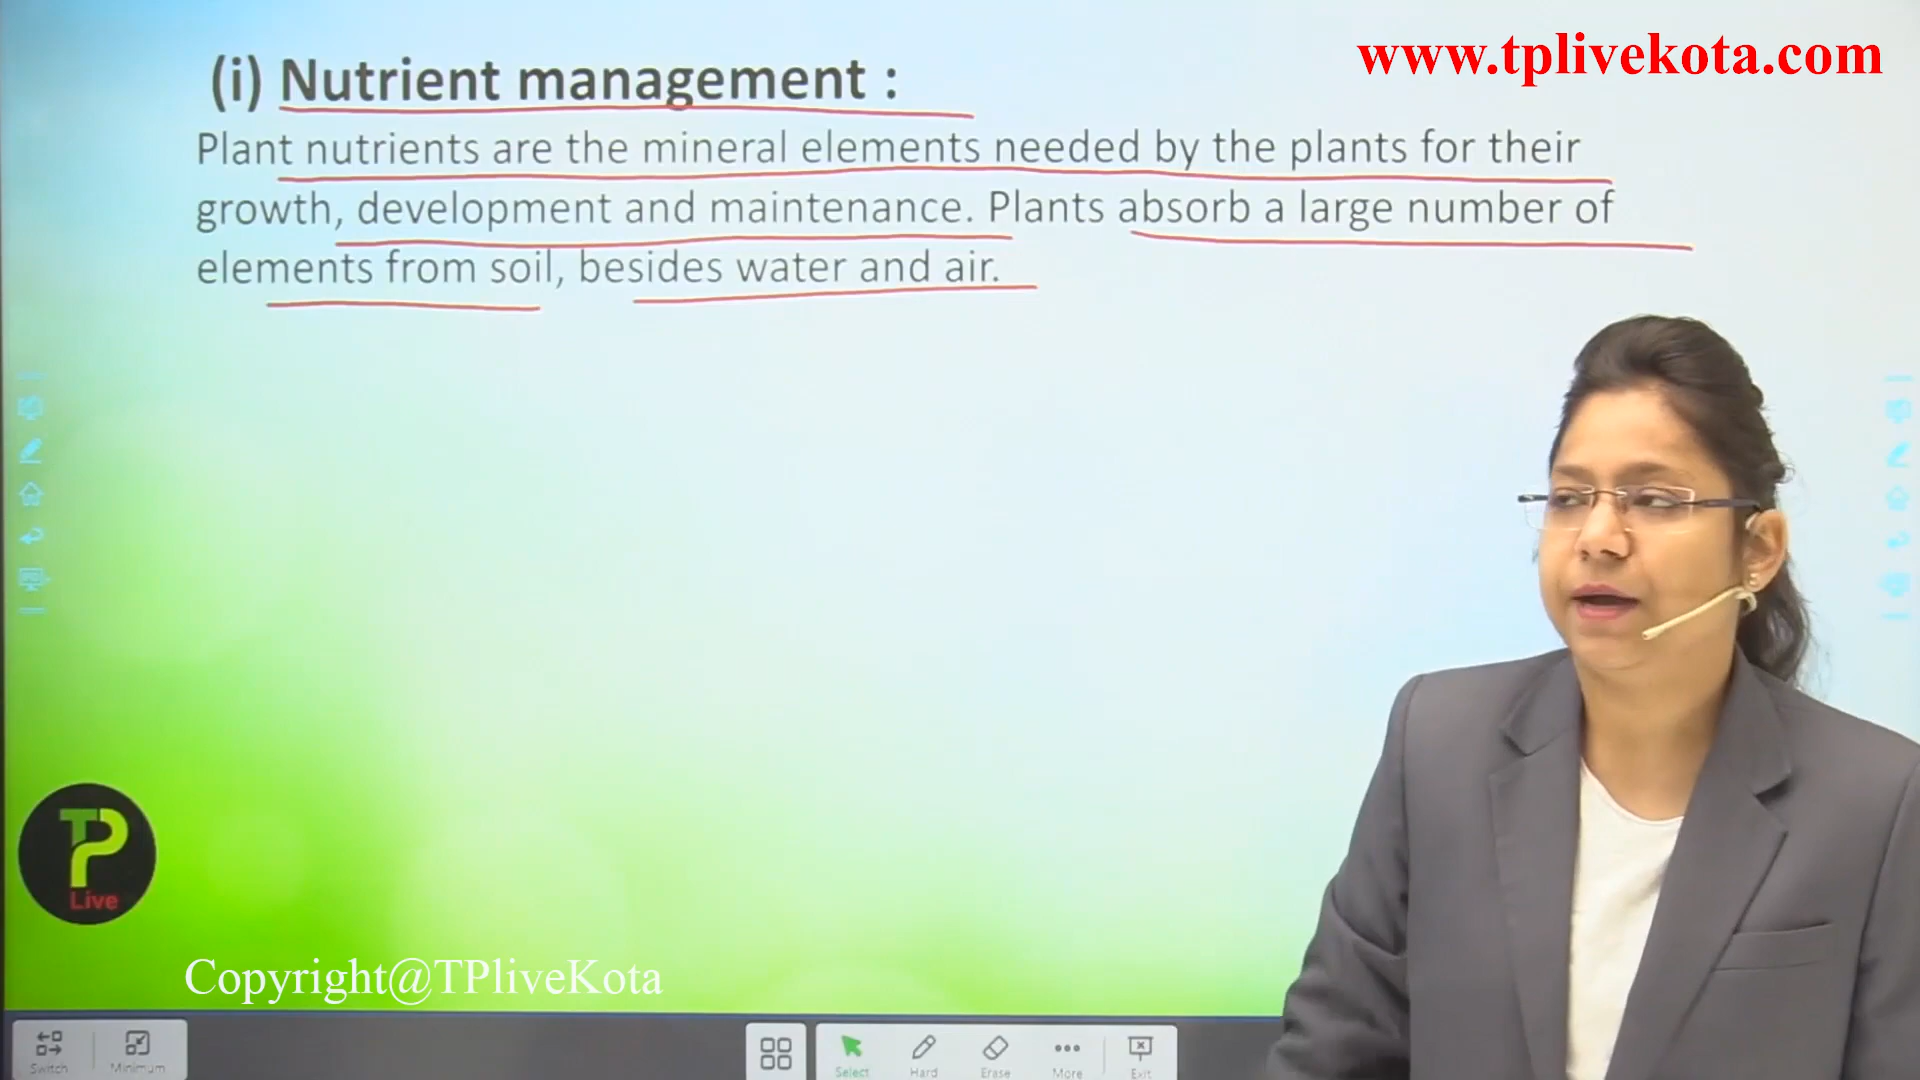 www.tplivekota.com
(i) Nutrient management :
Plant nutrients are the mineral elements needed by the plants for their
growth, development and maintenance. Plants absorb a large number of
elements from soil, besides water and air.
TP
Live
Copyright@TPliveKota
Switch
Minimum
Select
Hard
Erase
More
Exit